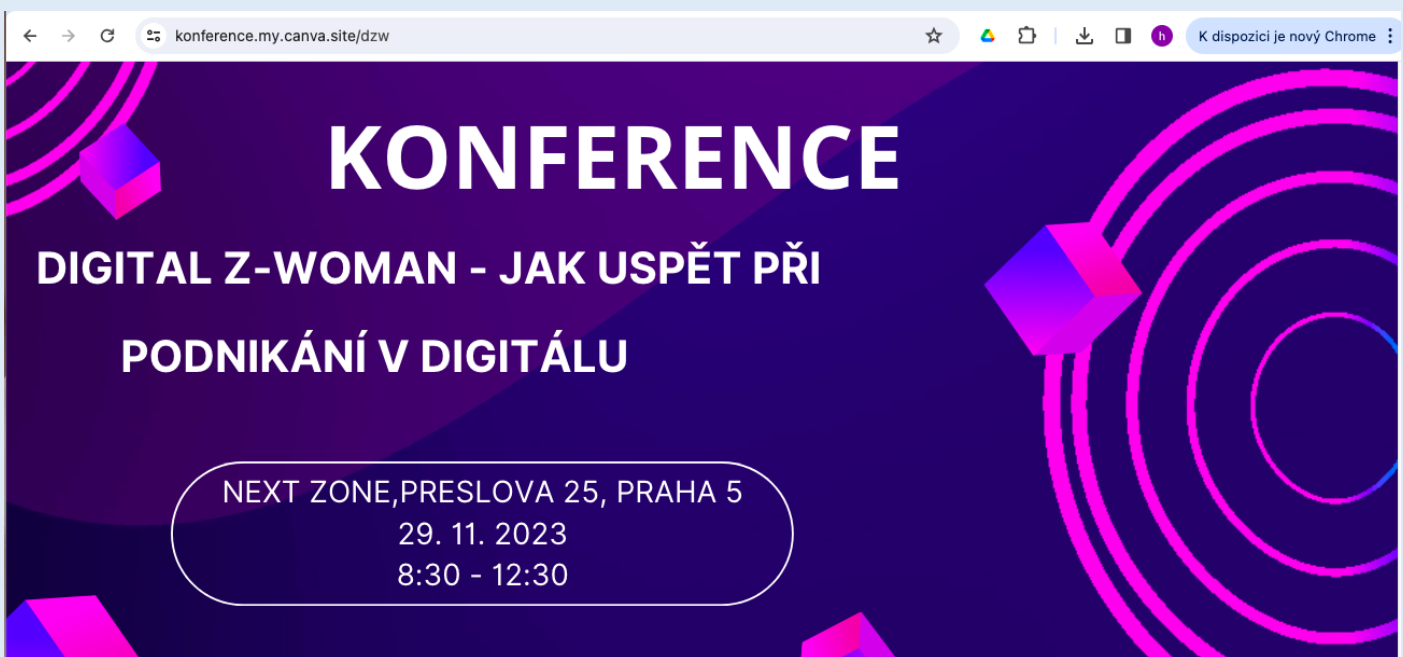 konference.my.canva.site/dzw
h
K dispozici je nový Chrome
KONFERENCE
DIGITAL Z-WOMAN - JAK USPĚT PŘI
PODNIKÁNÍ V DIGITÁLU
NEXT ZONE,PRESLOVA 25, PRAHA 5
29. 11. 2023
8:30 - 12:30